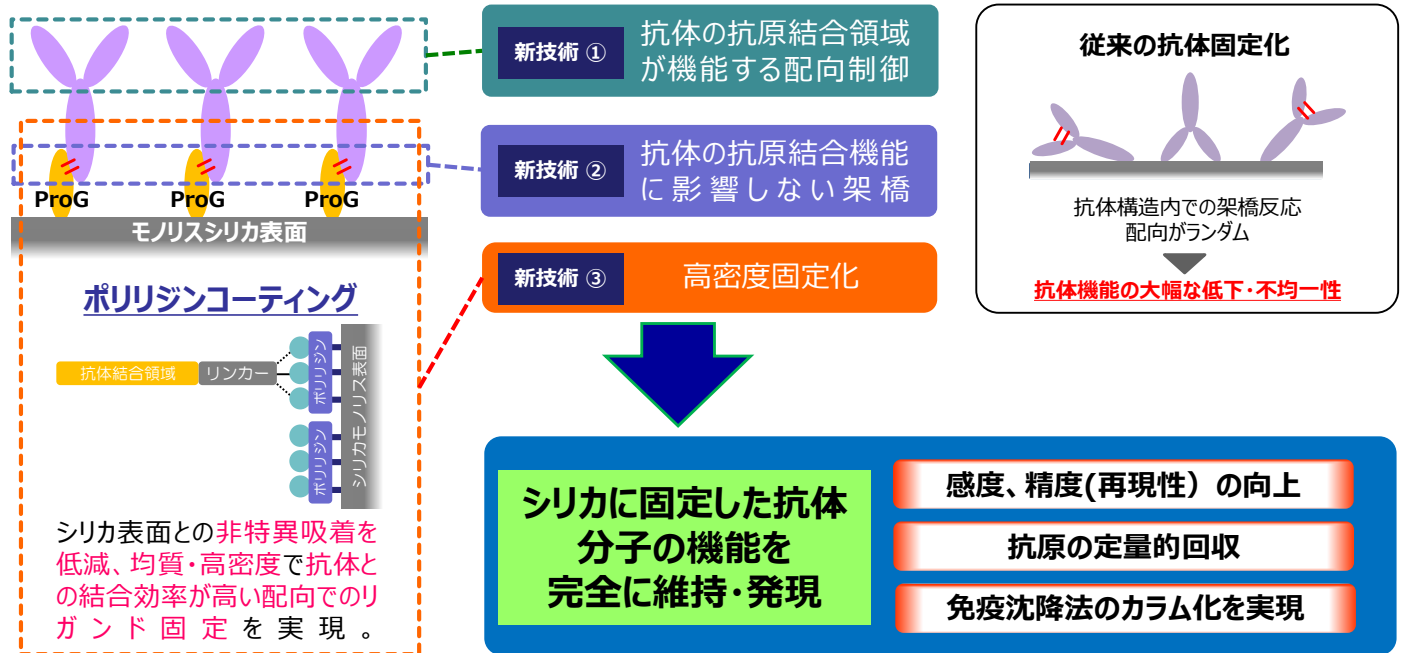 新技術 ①
抗体の抗原結合領域
が機能する配向制御
新技術 ②
抗体の抗原結合機能
に影響しない架橋
新技術 ③
高密度固定化
従来の抗体固定化
抗体構造内での架橋反応
配向がランダム
抗体機能の大幅な低下・不均一性
ProG
ProG
ProG
モノリスシリカ表面
ポリリジンコーティング
抗体結合領域
リンカー
ポリリジン
ポリリジン
シリカモノリス表面
シリカ表面との非特異吸着を
低減、均質・高密度で抗体と
の結合効率が高い配向でのリ
ガンド固定を実現。
シリカに固定した抗体
分子の機能を
完全に維持・発現
感度、精度(再現性）の向上
抗原の定量的回収
免疫沈降法のカラム化を実現